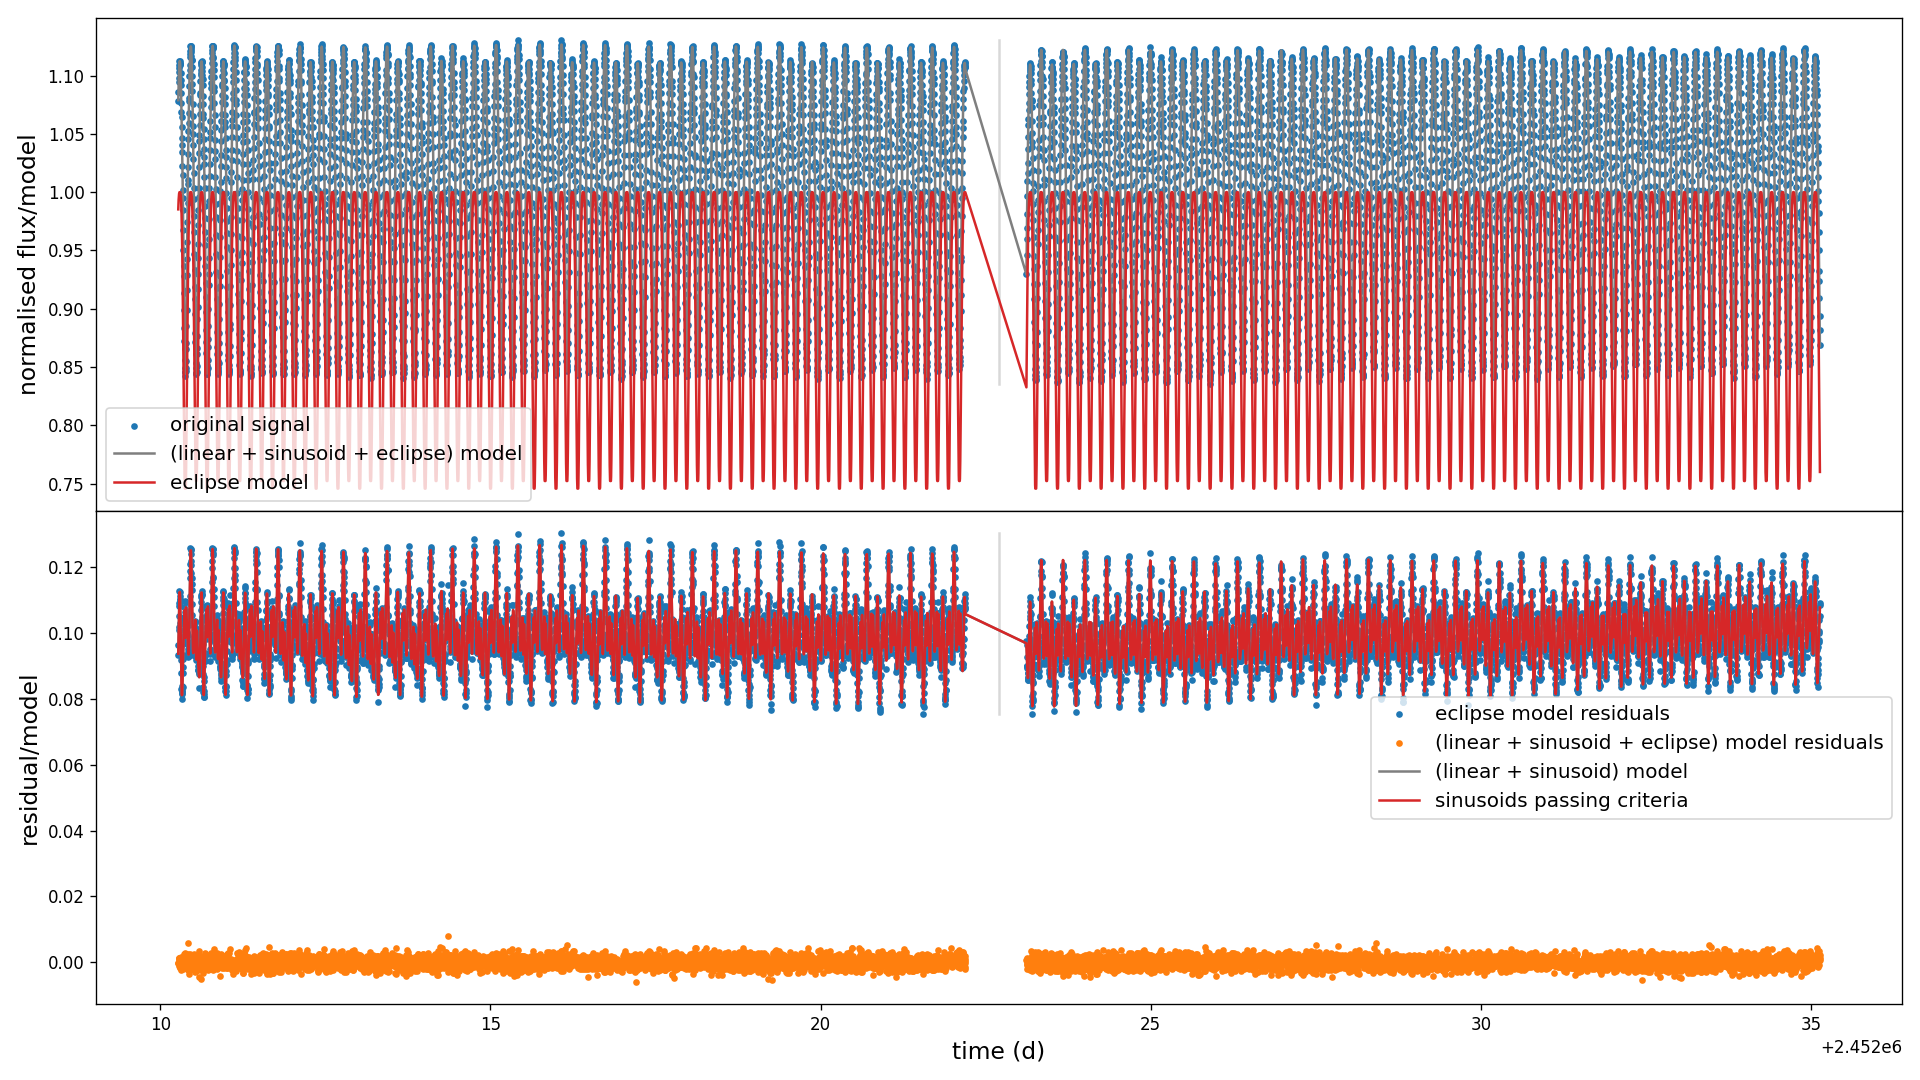 normalised flux/model
1.10
1.05
1.00
0.95
0.90
0.85
0.80
0.75
original signal
(linear + sinusoid + eclipse) model
eclipse model
residual/model
0.12
0.10
0.08
0.06
0.04
0.02
0.00
eclipse model residuals
(linear + sinusoid + eclipse) model residuals
(linear + sinusoid) model
sinusoids passing criteria
10
15
20
25
30
35
+2.452e6
time (d)